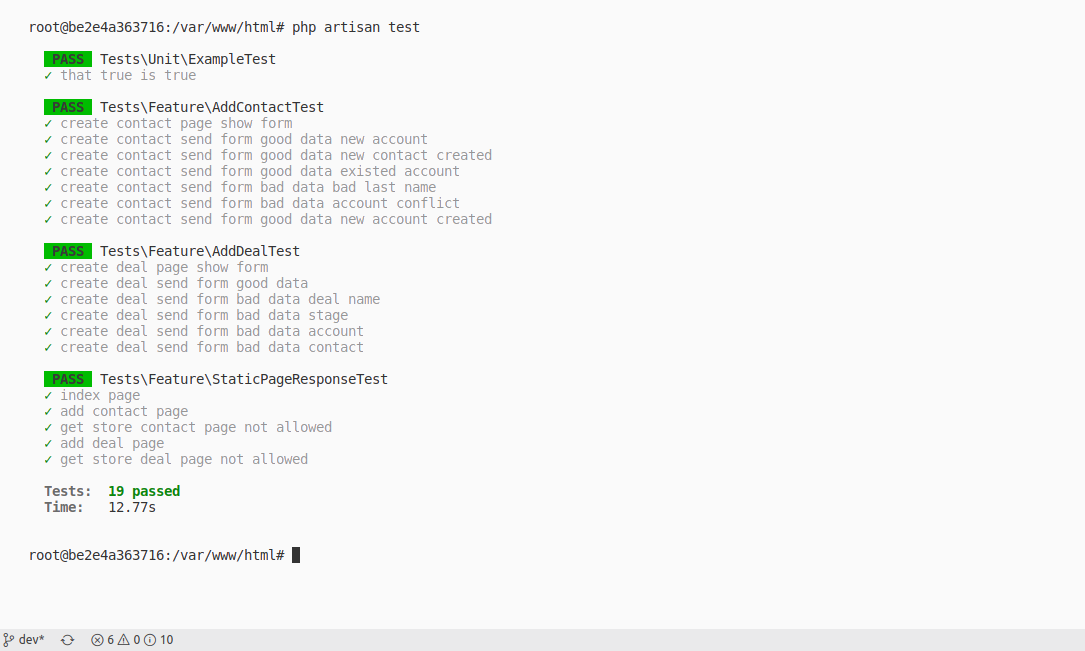 root@be2e4a363716:/var/www/html# php artisan test
PASS Tests\Unit\ExampleTest
✓ that true is true
PASS Tests\Feature\AddContactTest
✓ create contact page show form
✓ create contact send form good data new account
✓ create contact send form good data new contact created
✓ create contact send form good data existed account
✓ create contact send form bad data bad last name
✓ create contact send form bad data account conflict
✓ create contact send form good data new account created
PASS Tests\Feature\AddDealTest
✓ create deal page show form
✓ create deal send form good data
✓ create deal send form bad data deal name
✓ create deal send form bad data stage
✓ create deal send form bad data account
✓ create deal send form bad data contact
PASS Tests\Feature\StaticPageResponseTest
✓ index page
✓ add contact page
✓ get store contact page not allowed
✓ add deal page
✓ get store deal page not allowed
Tests: 19 passed
Time: 12.77s
root@be2e4a363716:/var/www/html#
dev* 6 0 10